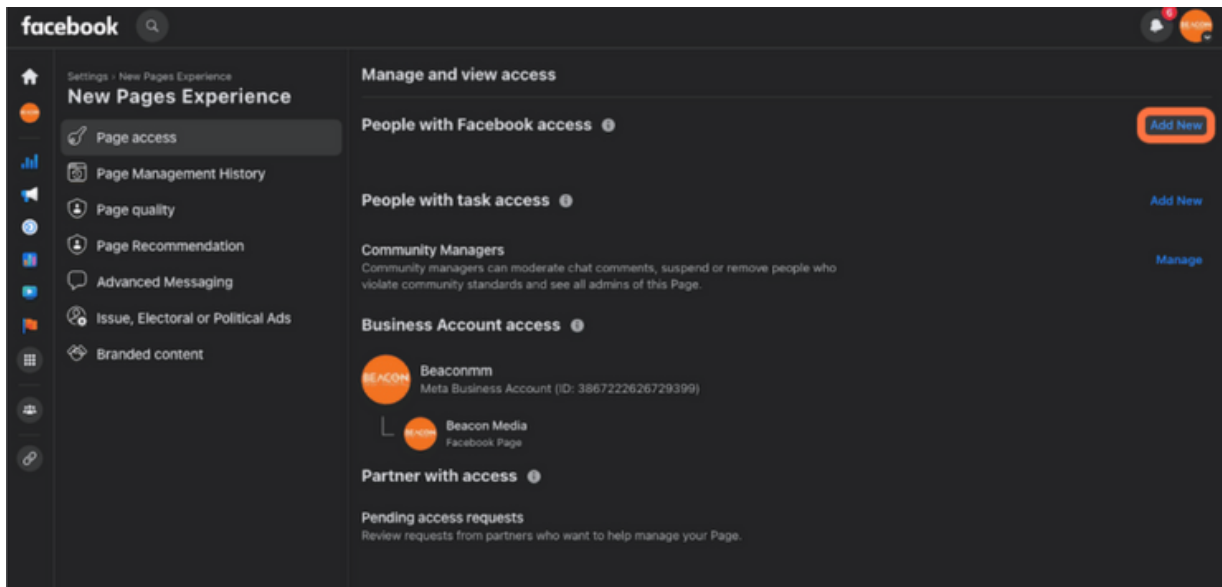 facebook
6
BEACON
Settings › New Pages Experience
New Pages Experience
Page access
Page Management History
Page quality
Page Recommendation
Advanced Messaging
Issue, Electoral or Political Ads
Branded content
Manage and view access
People with Facebook access
Add New
People with task access
Add New
Community Managers
Community managers can moderate chat comments, suspend or remove people who
violate community standards and see all admins of this Page.
Manage
Business Account access
BEACON
Beaconmm
Meta Business Account (ID: 3867222626729399)
BEACON
Beacon Media
Facebook Page
Partner with access
Pending access requests
Review requests from partners who want to help manage your Page.